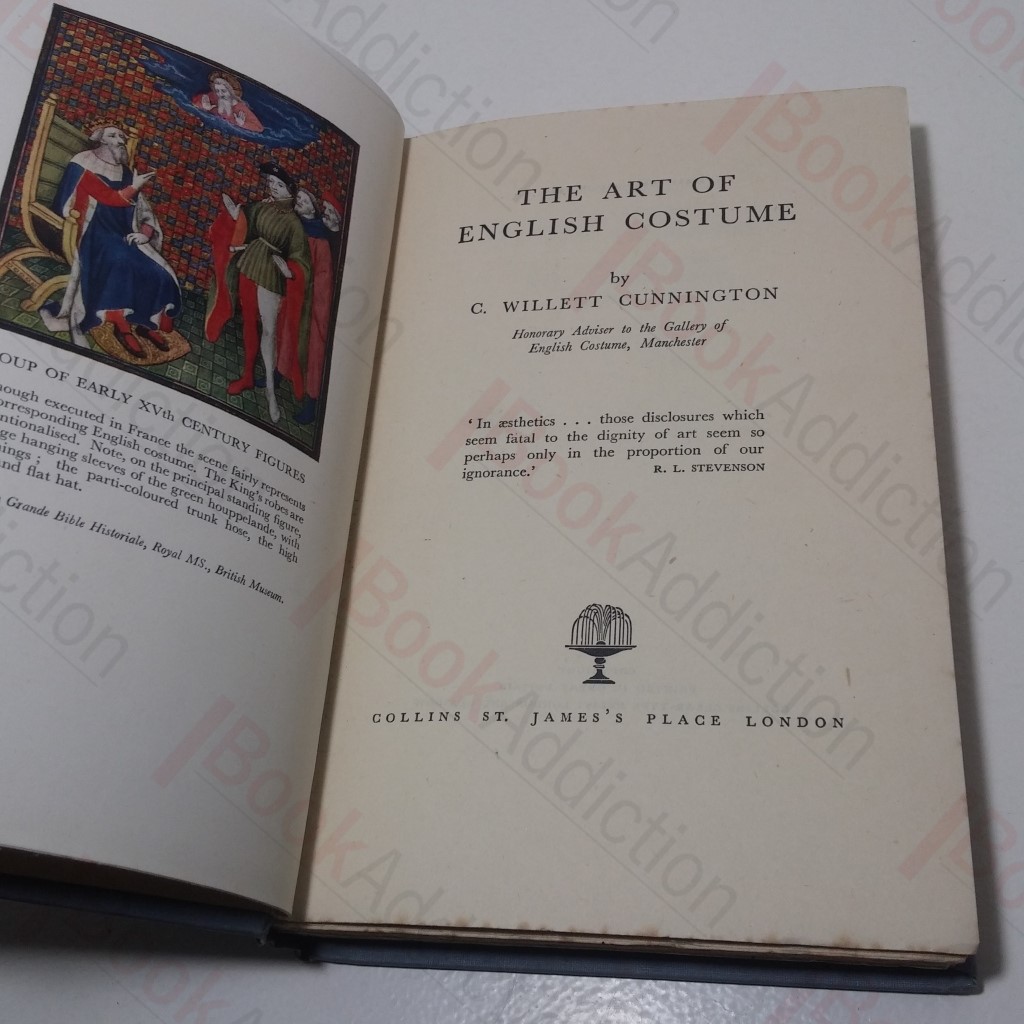 OUP OF EARLY XVth CENTURY FIGURES
ough executed in France the scene fairly represents
orresponding English costume. The King's robes are
ntionalised. Note, on the principal standing figure,
ge hanging sleeves of the green houppelande, with
nings ; the parti-coloured trunk hose, the high
and flat hat.
Grande Bible Historiale, Royal MS., British Museum.
THE ART OF
ENGLISH COSTUME
by
C. WILLETT CUNNINGTON
Honorary Adviser to the Gallery of
English Costume, Manchester
‘In æsthetics . . . those disclosures which
seem fatal to the dignity of art seem so
perhaps only in the proportion of our
ignorance.’ R. L. STEVENSON
COLLINS ST. JAMES'S PLACE LONDON
BookAddiction